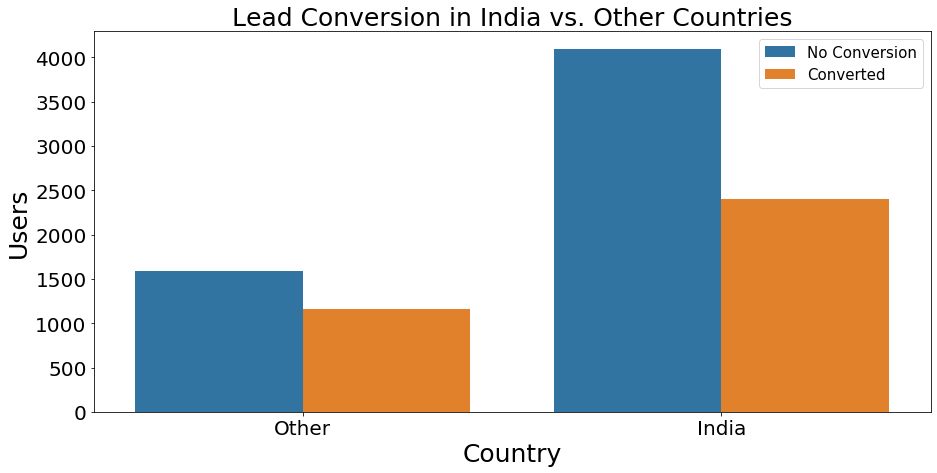 Lead Conversion in India vs. Other Countries
No Conversion
Converted
Users
4000
3500
3000
2500
2000
1500
1000
500
0
Other
India
Country